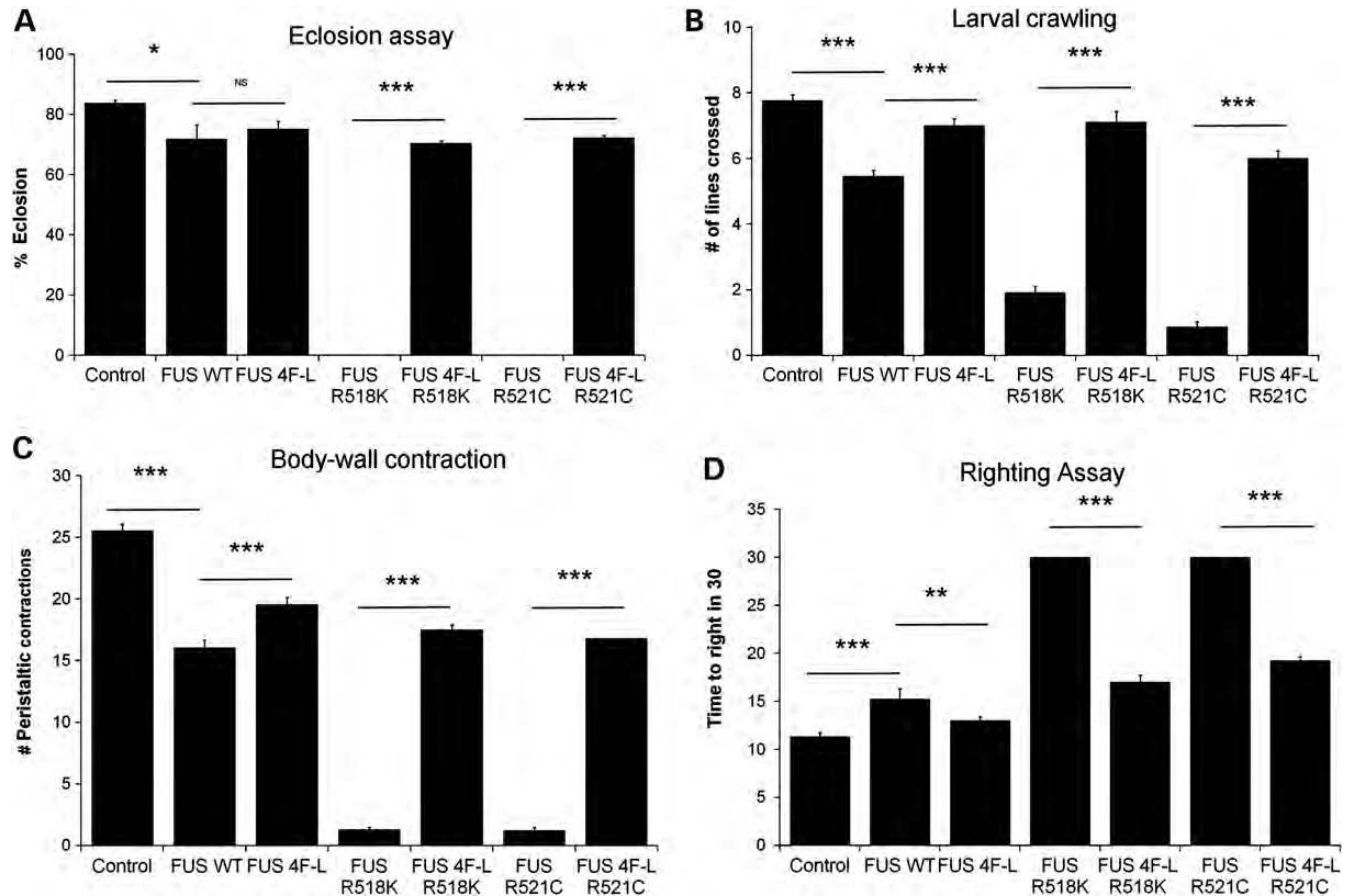 A
Eclosion assay
% Eclosion
100
80
60
40
20
0
*
NS
***
***
Control
FUS WT
FUS 4F-L
FUS
R518K
FUS 4F-L
R518K
FUS
R521C
FUS 4F-L
R521C
B
Larval crawling
# of lines crossed
10
8
6
4
2
0
***
***
***
***
Control
FUS WT
FUS 4F-L
FUS
R518K
FUS 4F-L
R518K
FUS
R521C
FUS 4F-L
R521C
C
Body-wall contraction
# Peristaltic contractions
30
25
20
15
10
5
0
***
***
***
***
Control
FUS WT
FUS 4F-L
FUS
R518K
FUS 4F-L
R518K
FUS
R521C
FUS 4F-L
R521C
D
Righting Assay
Time to right in 30
35
30
25
20
15
10
5
0
***
**
***
***
Control
FUS WT
FUS 4F-L
FUS
R518K
FUS 4F-L
R518K
FUS
R521C
FUS 4F-L
R521C